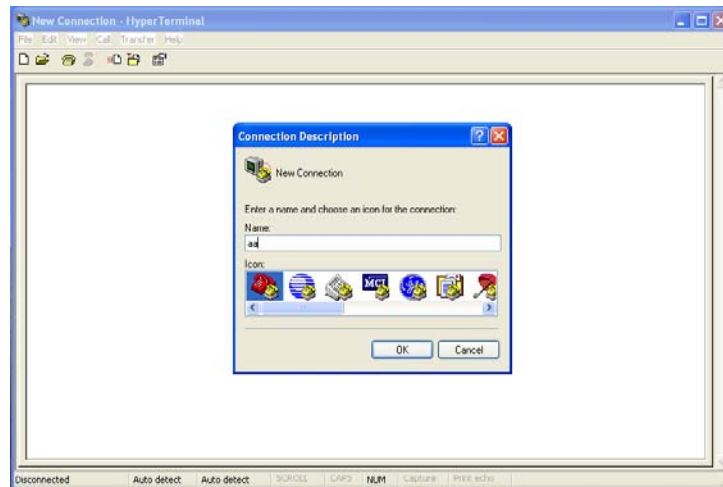 New Connection - HyperTerminal
File Edit View Call Transfer Help
Connection Description
New Connection
Enter a name and choose an icon for the connection:
Name:
aa
Icon:
MCI
OK Cancel
Disconnected Auto detect Auto detect SCROLL CAPS NUM Capture Print echo